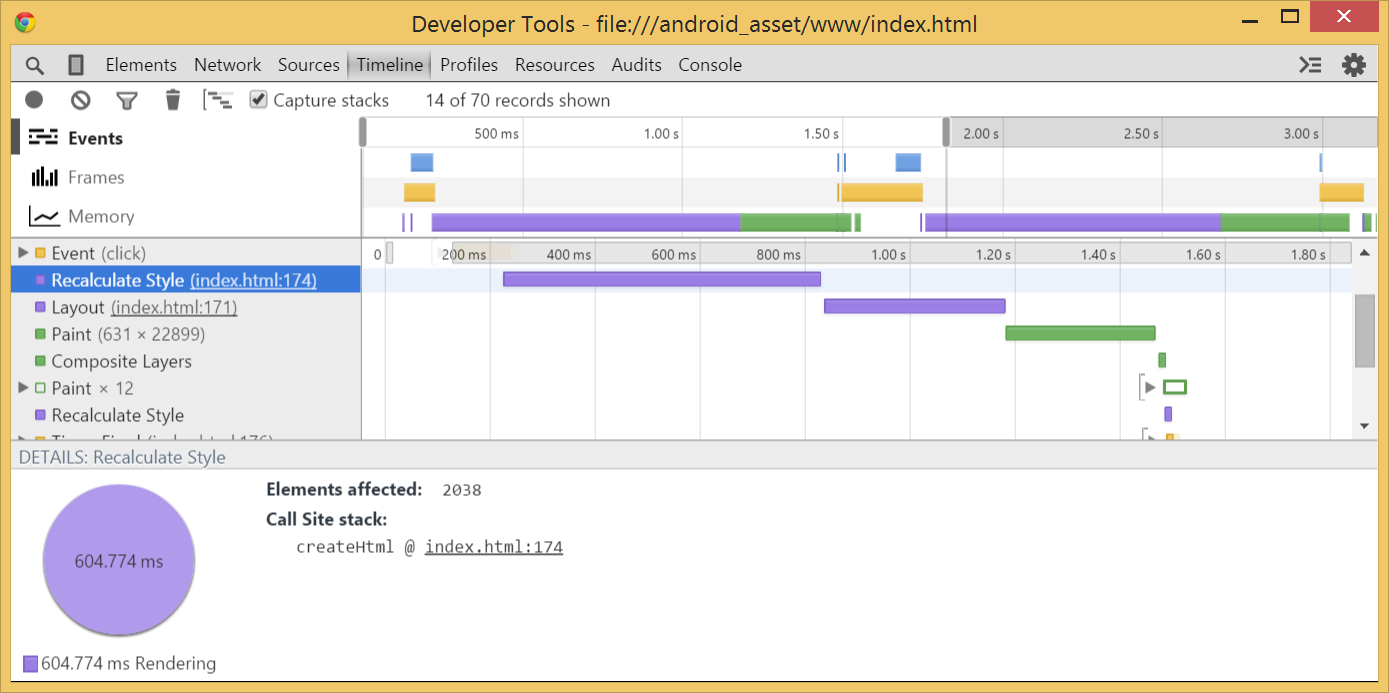 Developer Tools - file:///android_asset/www/index.html
Elements Network Sources Timeline Profiles Resources Audits Console
Capture stacks 14 of 70 records shown
Events
Frames
Memory
500 ms 1.00 s 1.50 s 2.00 s 2.50 s 3.00 s
0 200 ms 400 ms 600 ms 800 ms 1.00 s 1.20 s 1.40 s 1.60 s 1.80 s
Event (click)
Recalculate Style (index.html:174)
Layout (index.html:171)
Paint (631 × 22899)
Composite Layers
Paint × 12
Recalculate Style
DETAILS: Recalculate Style
604.774 ms
Elements affected: 2038
Call Site stack:
createHtml @ index.html:174
604.774 ms Rendering